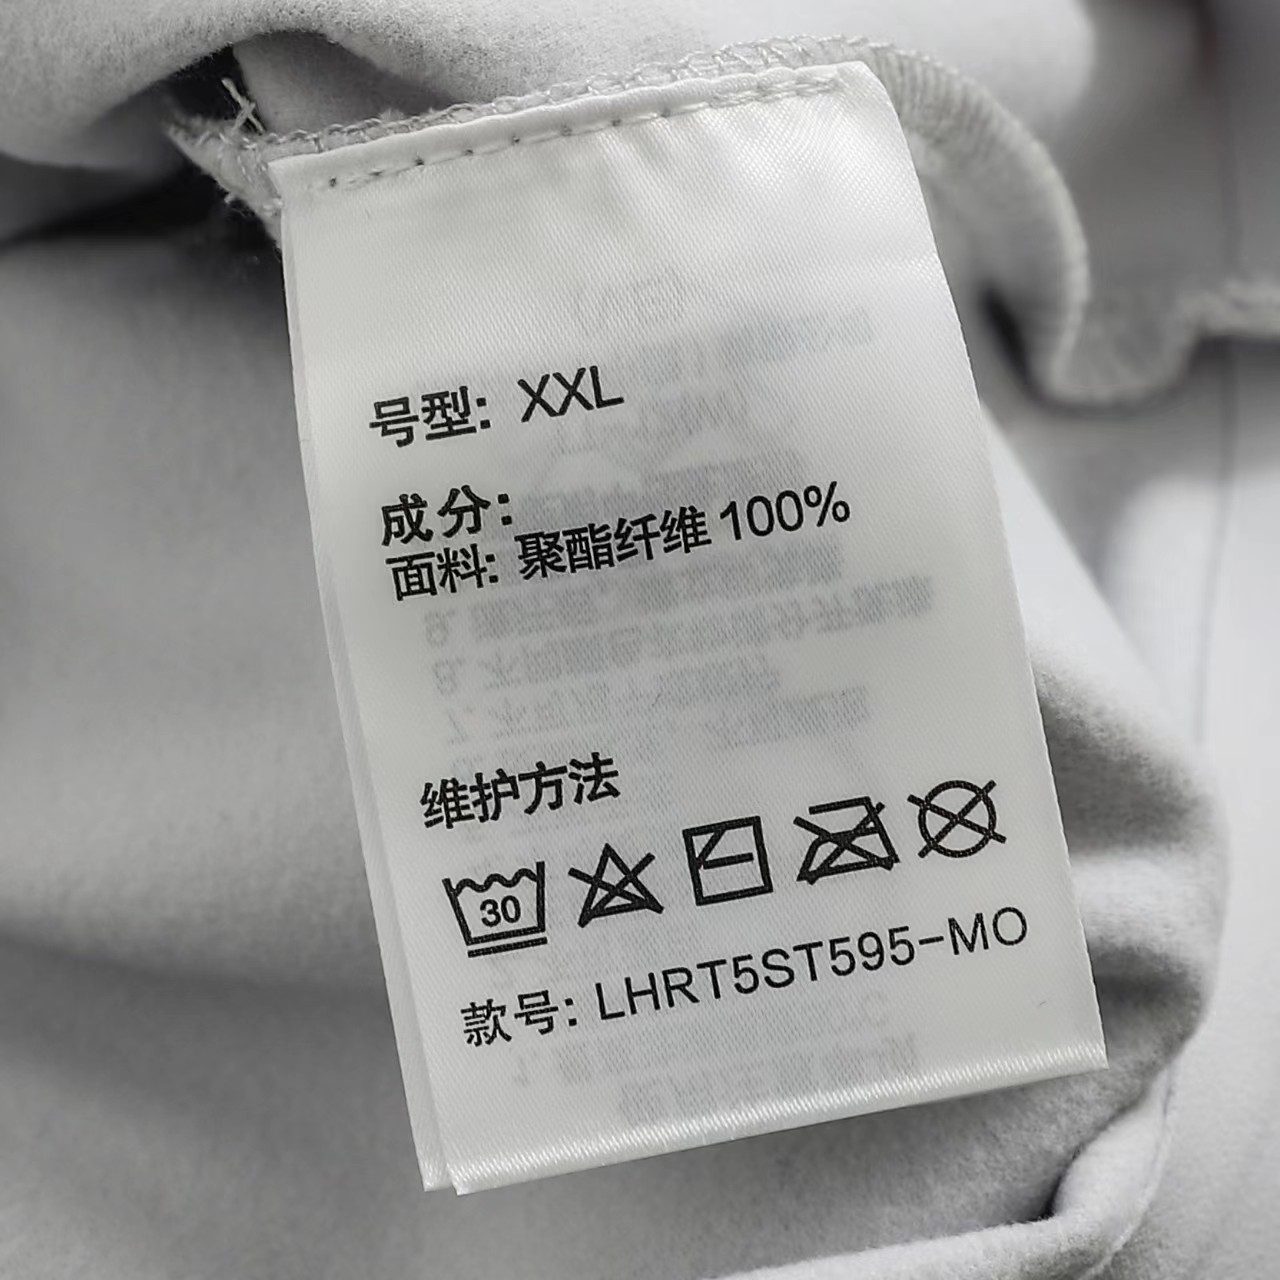 号型: XXL
成分:
面料: 聚酯纤维 100%
维护方法
30
款号: LHRT5ST595-MO